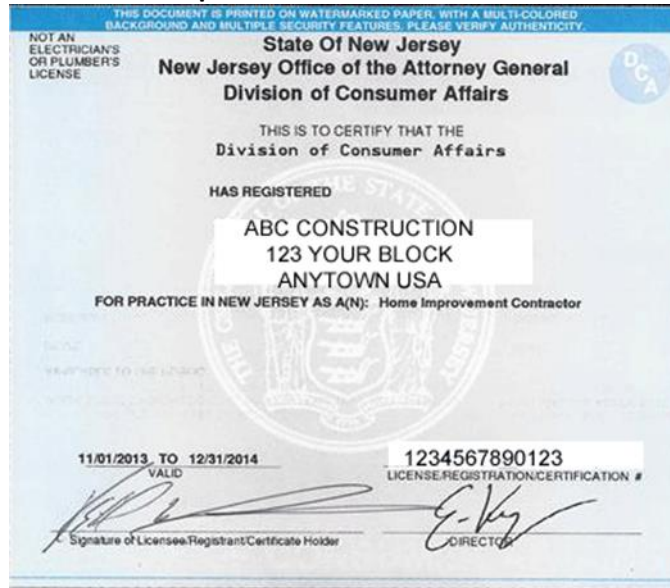 THIS DOCUMENT IS PRINTED ON WATERMARKED PAPER, WITH A MULTI-COLORED
BACKGROUND AND MULTIPLE SECURITY FEATURES. PLEASE VERIFY AUTHENTICITY.
NOT AN
ELECTRICIAN'S
OR PLUMBER'S
LICENSE
State Of New Jersey
New Jersey Office of the Attorney General
Division of Consumer Affairs
DCA
THIS IS TO CERTIFY THAT THE
Division of Consumer Affairs
HAS REGISTERED
ABC CONSTRUCTION
123 YOUR BLOCK
ANYTOWN USA
FOR PRACTICE IN NEW JERSEY AS A(N): Home Improvement Contractor
11/01/2013 TO 12/31/2014
VALID
1234567890123
LICENSE/REGISTRATION/CERTIFICATION #
Signature of Licensee/Registrant/Certificate Holder
DIRECTOR